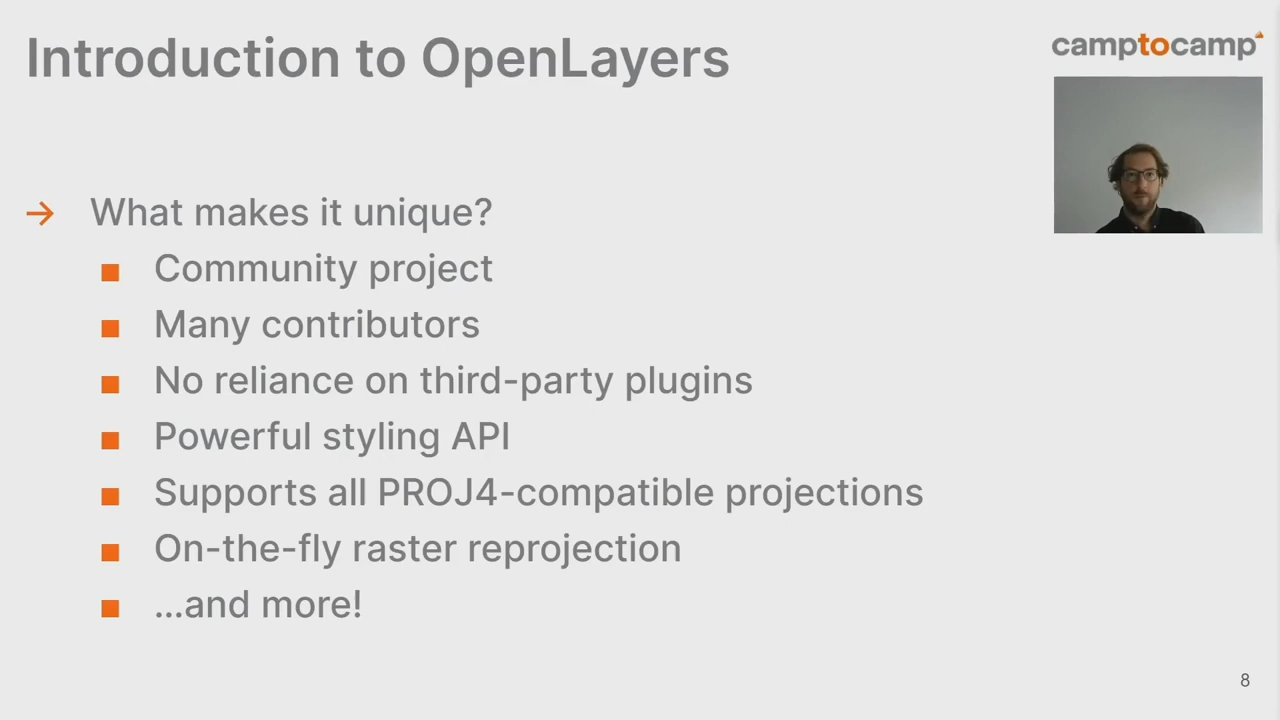 Introduction to OpenLayers
camptocamp
→ What makes it unique?
■ Community project
■ Many contributors
■ No reliance on third-party plugins
■ Powerful styling API
■ Supports all PROJ4-compatible projections
■ On-the-fly raster reprojection
■ ...and more!
8